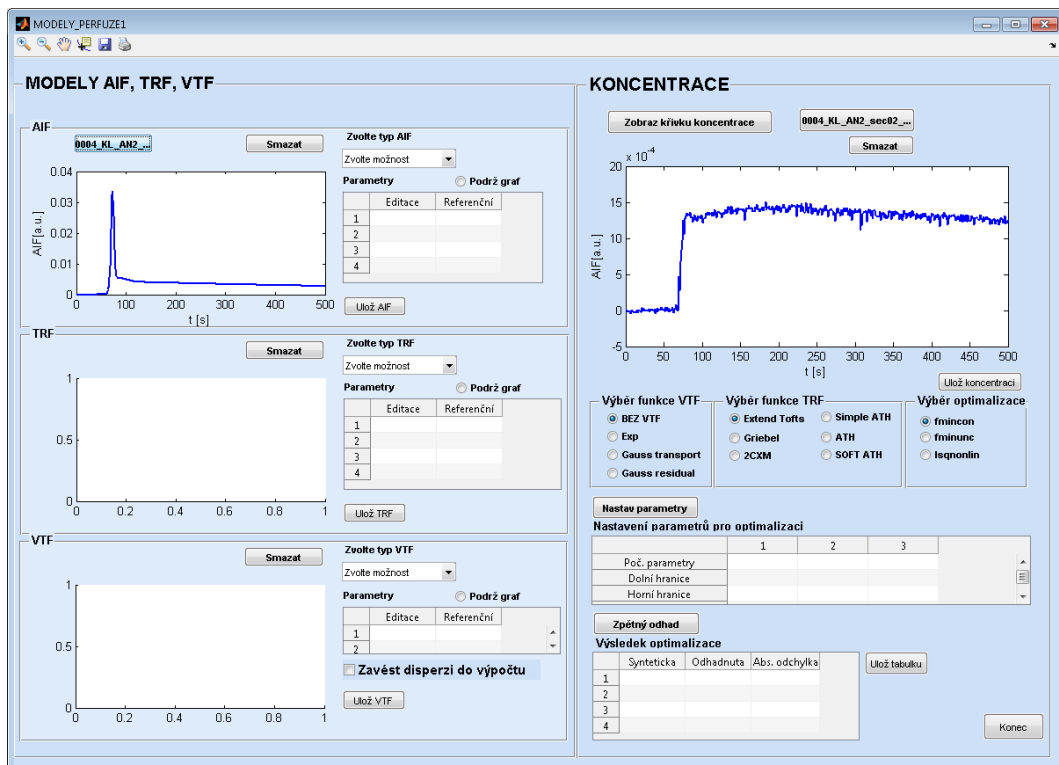 MODELY_PERFUZE1
MODELY AIF, TRF, VTF
AIF
0004_KL_AN2_...
Smazat
Zvolte typ AIF
Zvolte možnost
Parametry
Podrž graf
Editace Referenční
1
2
3
4
Ulož AIF
0.04
0.03
0.02
0.01
0
AIF[a.u.]
0 100 200 300 400 500
t [s]
TRF
Smazat
Zvolte typ TRF
Zvolte možnost
Parametry
Podrž graf
Editace Referenční
1
2
3
4
Ulož TRF
1
0.5
0
0 0.2 0.4 0.6 0.8 1
VTF
Smazat
Zvolte typ VTF
Zvolte možnost
Parametry
Podrž graf
Editace Referenční
1
2
Zavést disperzi do výpočtu
Ulož VTF
1
0.5
0
0 0.2 0.4 0.6 0.8 1
KONCENTRACE
Zobraz křivku koncentrace
0004_KL_AN2_sec02_...
Smazat
x 10⁻⁴
20
15
10
5
0
-5
AIF[a.u.]
0 50 100 150 200 250 300 350 400 450 500
t [s]
Ulož koncentraci
Výběr funkce VTF
BEZ VTF
Exp
Gauss transport
Gauss residual
Výběr funkce TRF
Extend Tofts
Simple ATH
Griebel
ATH
2CXM
SOFT ATH
Výběr optimalizace
fmincon
fminunc
lsqnonlin
Nastav parametry
Nastavení parametrů pro optimalizaci
1 2 3
Poč. parametry
Dolní hranice
Horní hranice
Zpětný odhad
Výsledek optimalizace
Synteticka Odhadnuta Abs. odchylka
1
2
3
4
Ulož tabulku
Konec